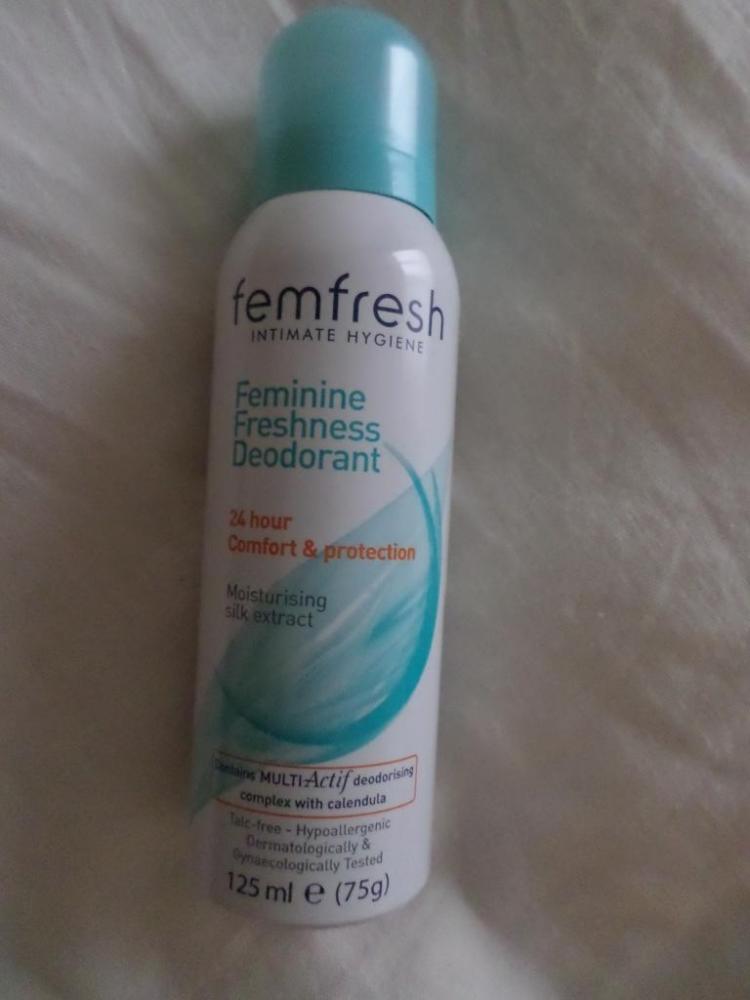 femfresh
INTIMATE HYGIENE
Feminine
Freshness
Deodorant
24 hour
Comfort & protection
Moisturising
silk extract
Contains MULTI-Actif deodorising
complex with calendula
Talc-free - Hypoallergenic
Dermatologically &
Gynaecologically Tested
125 ml e (75g)